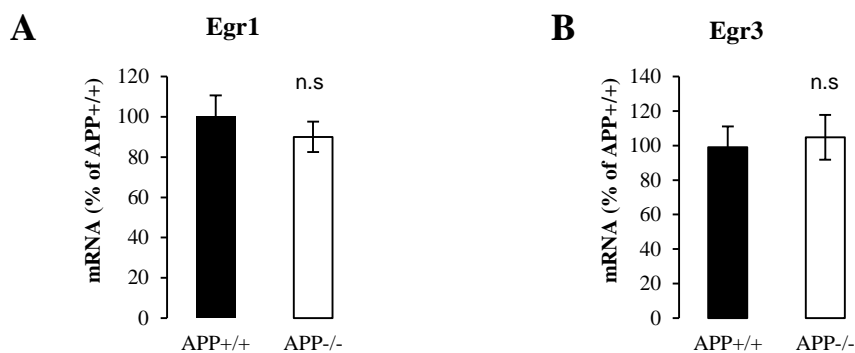 A
Egr1
mRNA (% of APP+/+)
120
100
80
60
40
20
0
n.s
APP+/+
APP-/-
B
Egr3
mRNA (% of APP+/+)
140
120
100
80
60
40
20
0
n.s
APP+/+
APP-/-